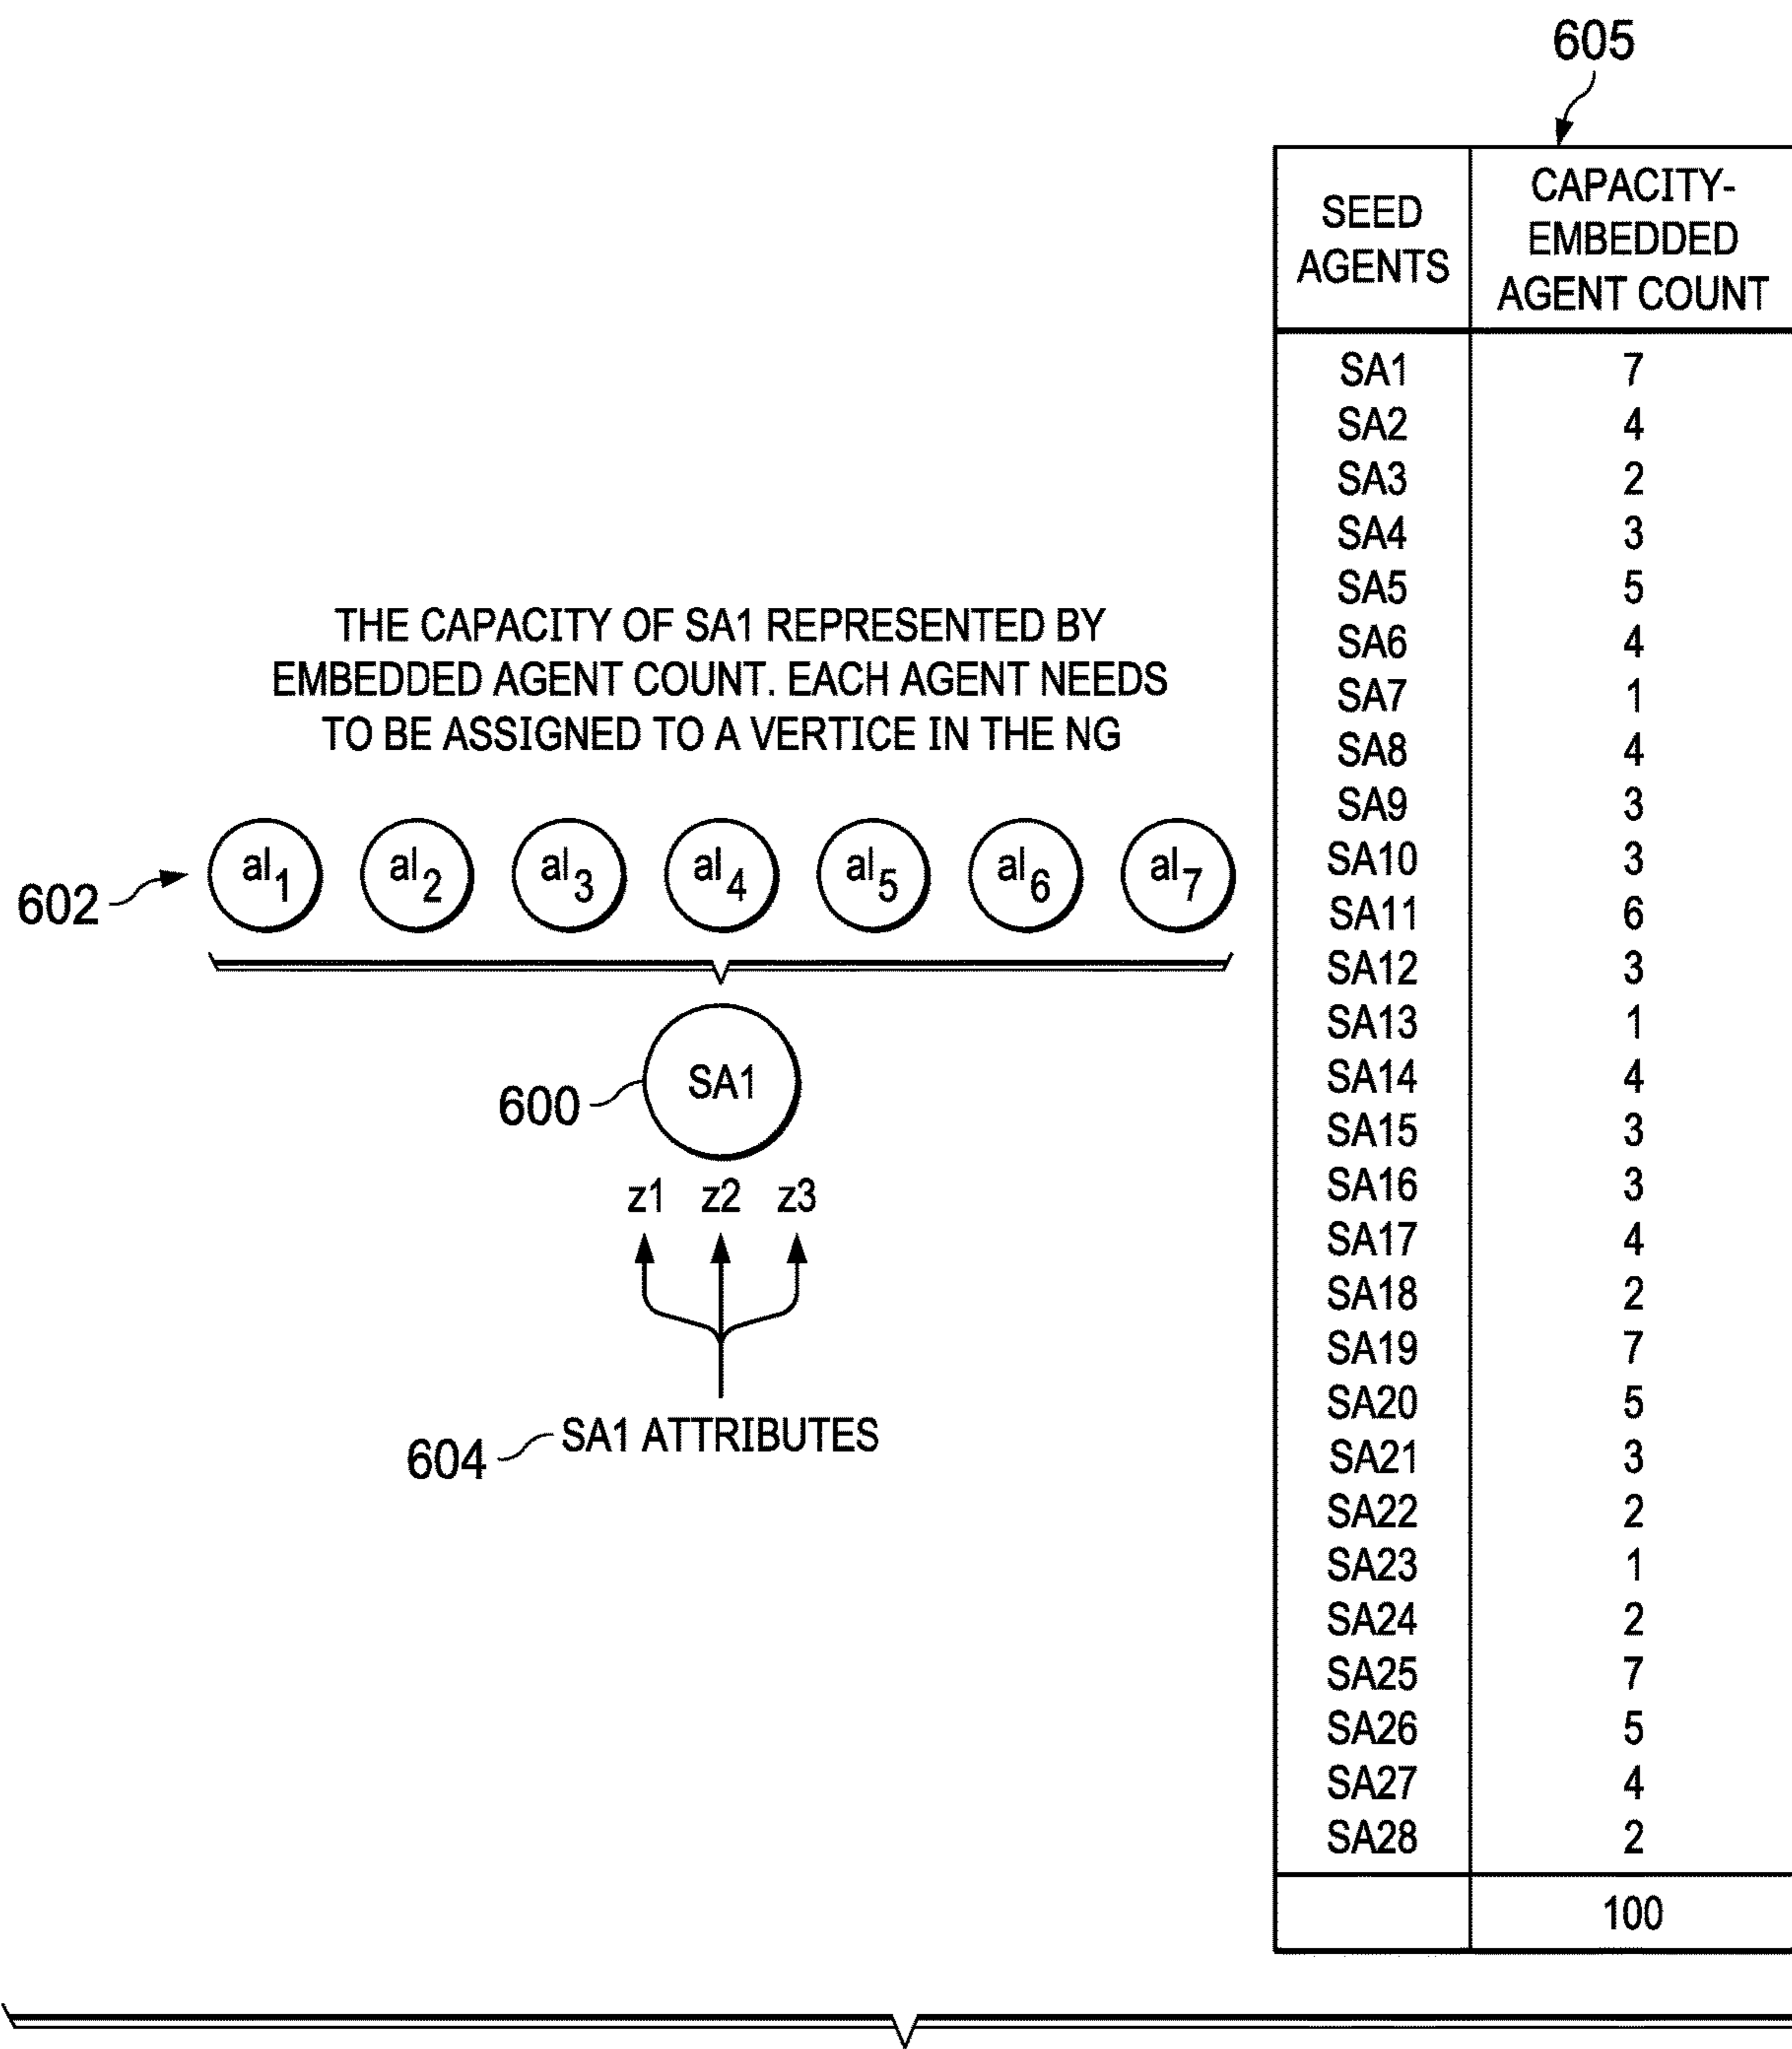 605
SEED AGENTS CAPACITY-EMBEDDED AGENT COUNT
SA1 7
SA2 4
SA3 2
SA4 3
SA5 5
SA6 4
SA7 1
SA8 4
SA9 3
SA10 3
SA11 6
SA12 3
SA13 1
SA14 4
SA15 3
SA16 3
SA17 4
SA18 2
SA19 7
SA20 5
SA21 3
SA22 2
SA23 1
SA24 2
SA25 7
SA26 5
SA27 4
SA28 2
100
THE CAPACITY OF SA1 REPRESENTED BY
EMBEDDED AGENT COUNT. EACH AGENT NEEDS
TO BE ASSIGNED TO A VERTICE IN THE NG
602 al1 al2 al3 al4 al5 al6 al7
600 SA1
z1 z2 z3
604 SA1 ATTRIBUTES